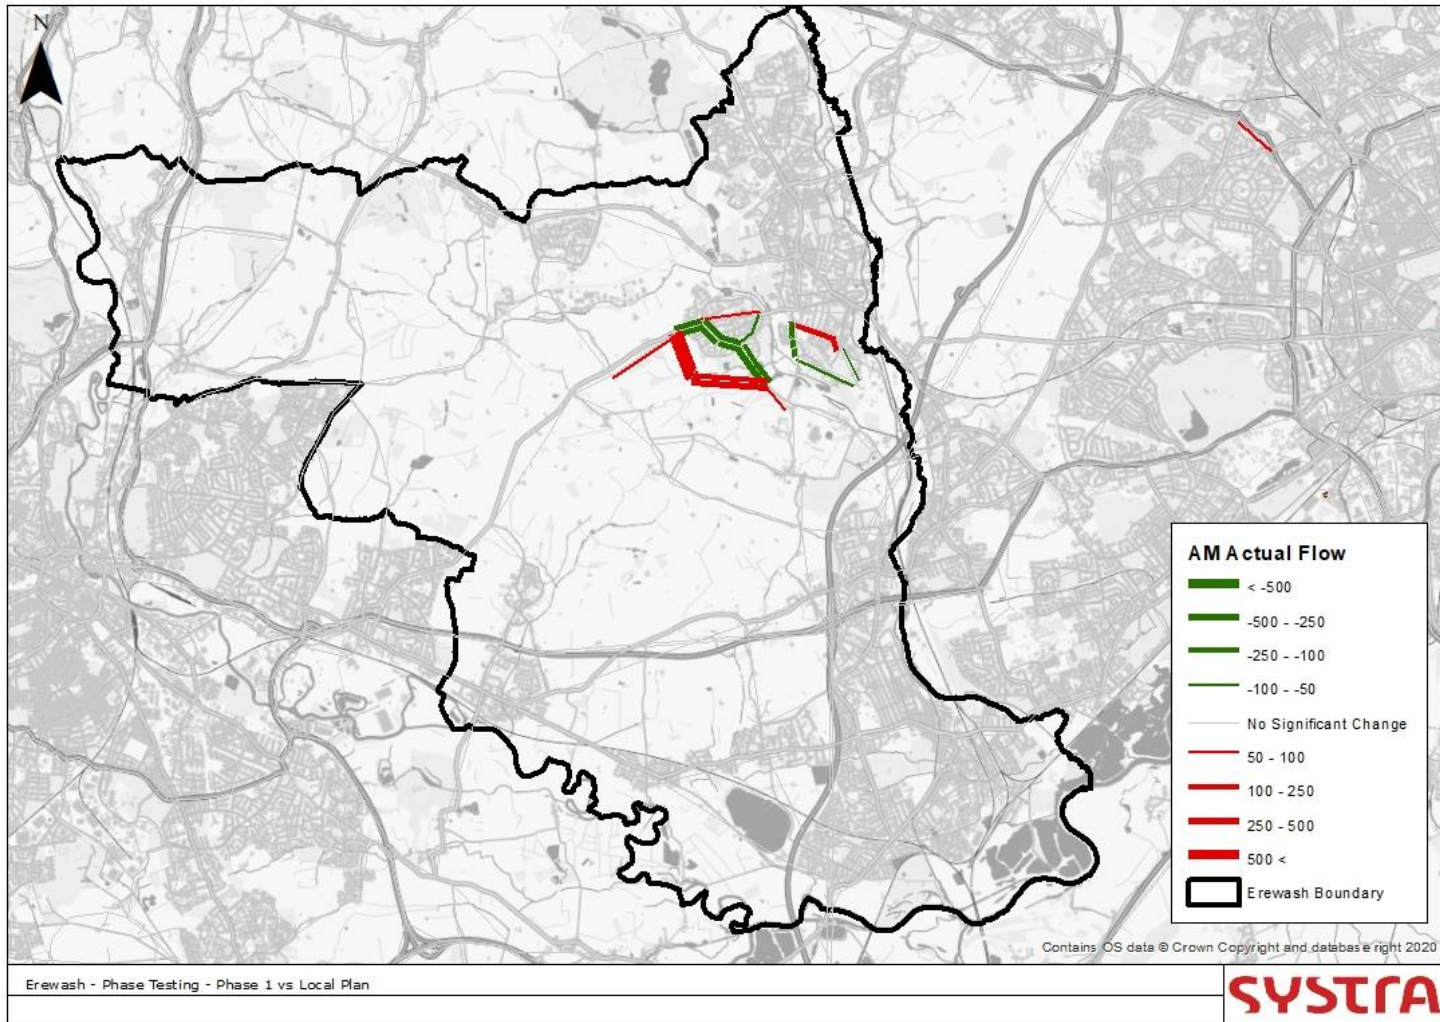 N
AM Actual Flow
< -500
-500 - -250
-250 - -100
-100 - -50
No Significant Change
50 - 100
100 - 250
250 - 500
500 <
Erewash Boundary
Contains OS data © Crown Copyright and database right 2020
Erewash - Phase Testing - Phase 1 vs Local Plan
SYSTRA